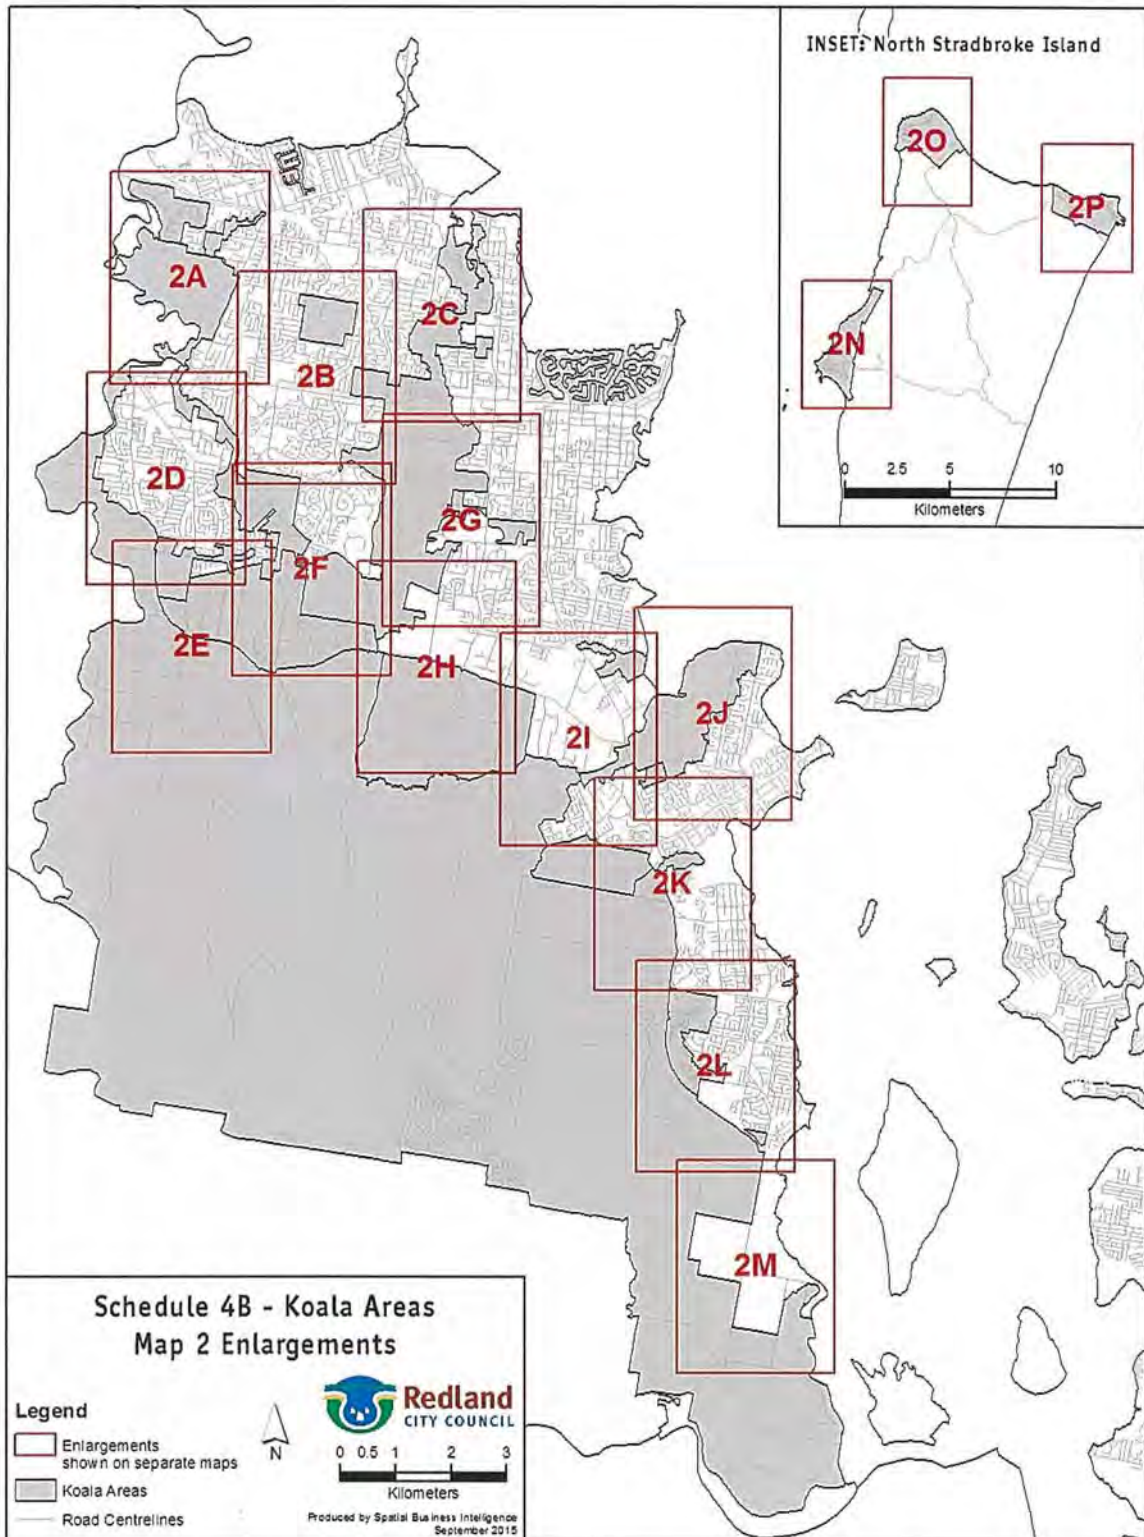 INSET: North Stradbroke Island
2O
2P
2N
0 2.5 5 10
Kilometers
2A
2C
2B
2D
2G
2F
2E
2H
2J
2I
2K
2L
2M
Schedule 4B - Koala Areas
Map 2 Enlargements
Redland
CITY COUNCIL
Legend
Enlargements
shown on separate maps
Koala Areas
Road Centrelines
N
0 0.5 1 2 3
Kilometers
Produced by Spatial Business Intelligence
September 2015